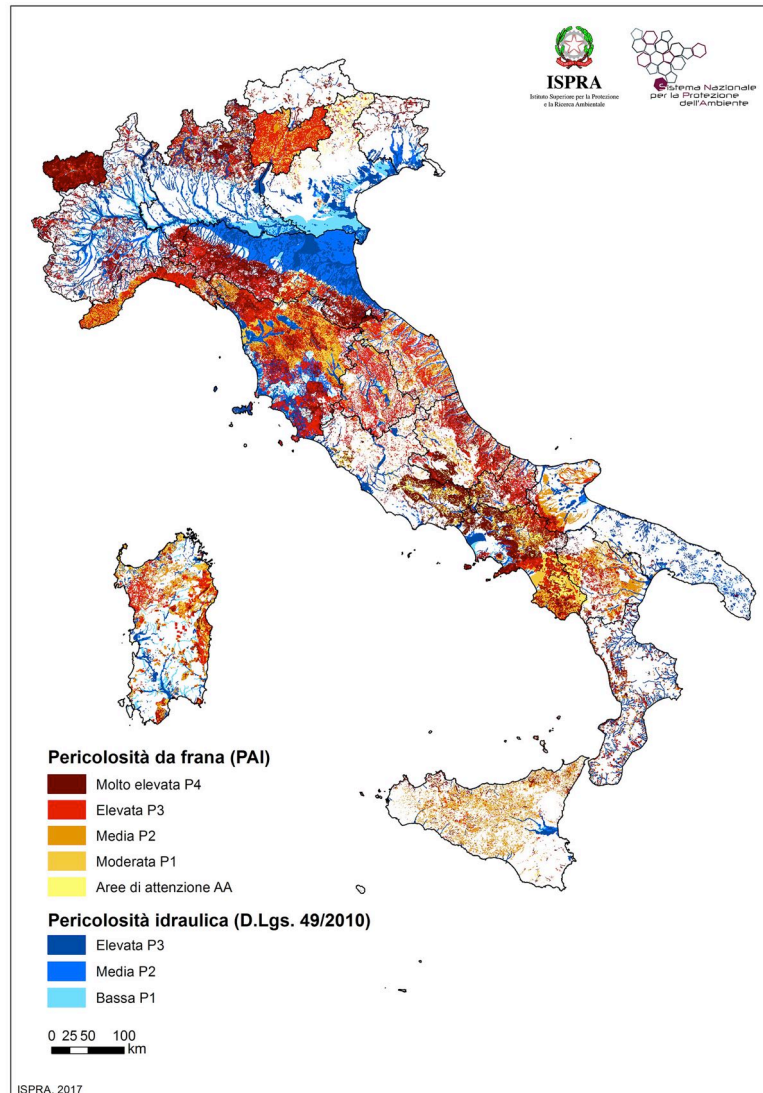 ISPRA
Istituto Superiore per la Protezione
e la Ricerca Ambientale
Sistema Nazionale
per la Protezione
dell'Ambiente
Pericolosità da frana (PAI)
Molto elevata P4
Elevata P3
Media P2
Moderata P1
Aree di attenzione AA
Pericolosità idraulica (D.Lgs. 49/2010)
Elevata P3
Media P2
Bassa P1
0 25 50 100
km
ISPRA, 2017